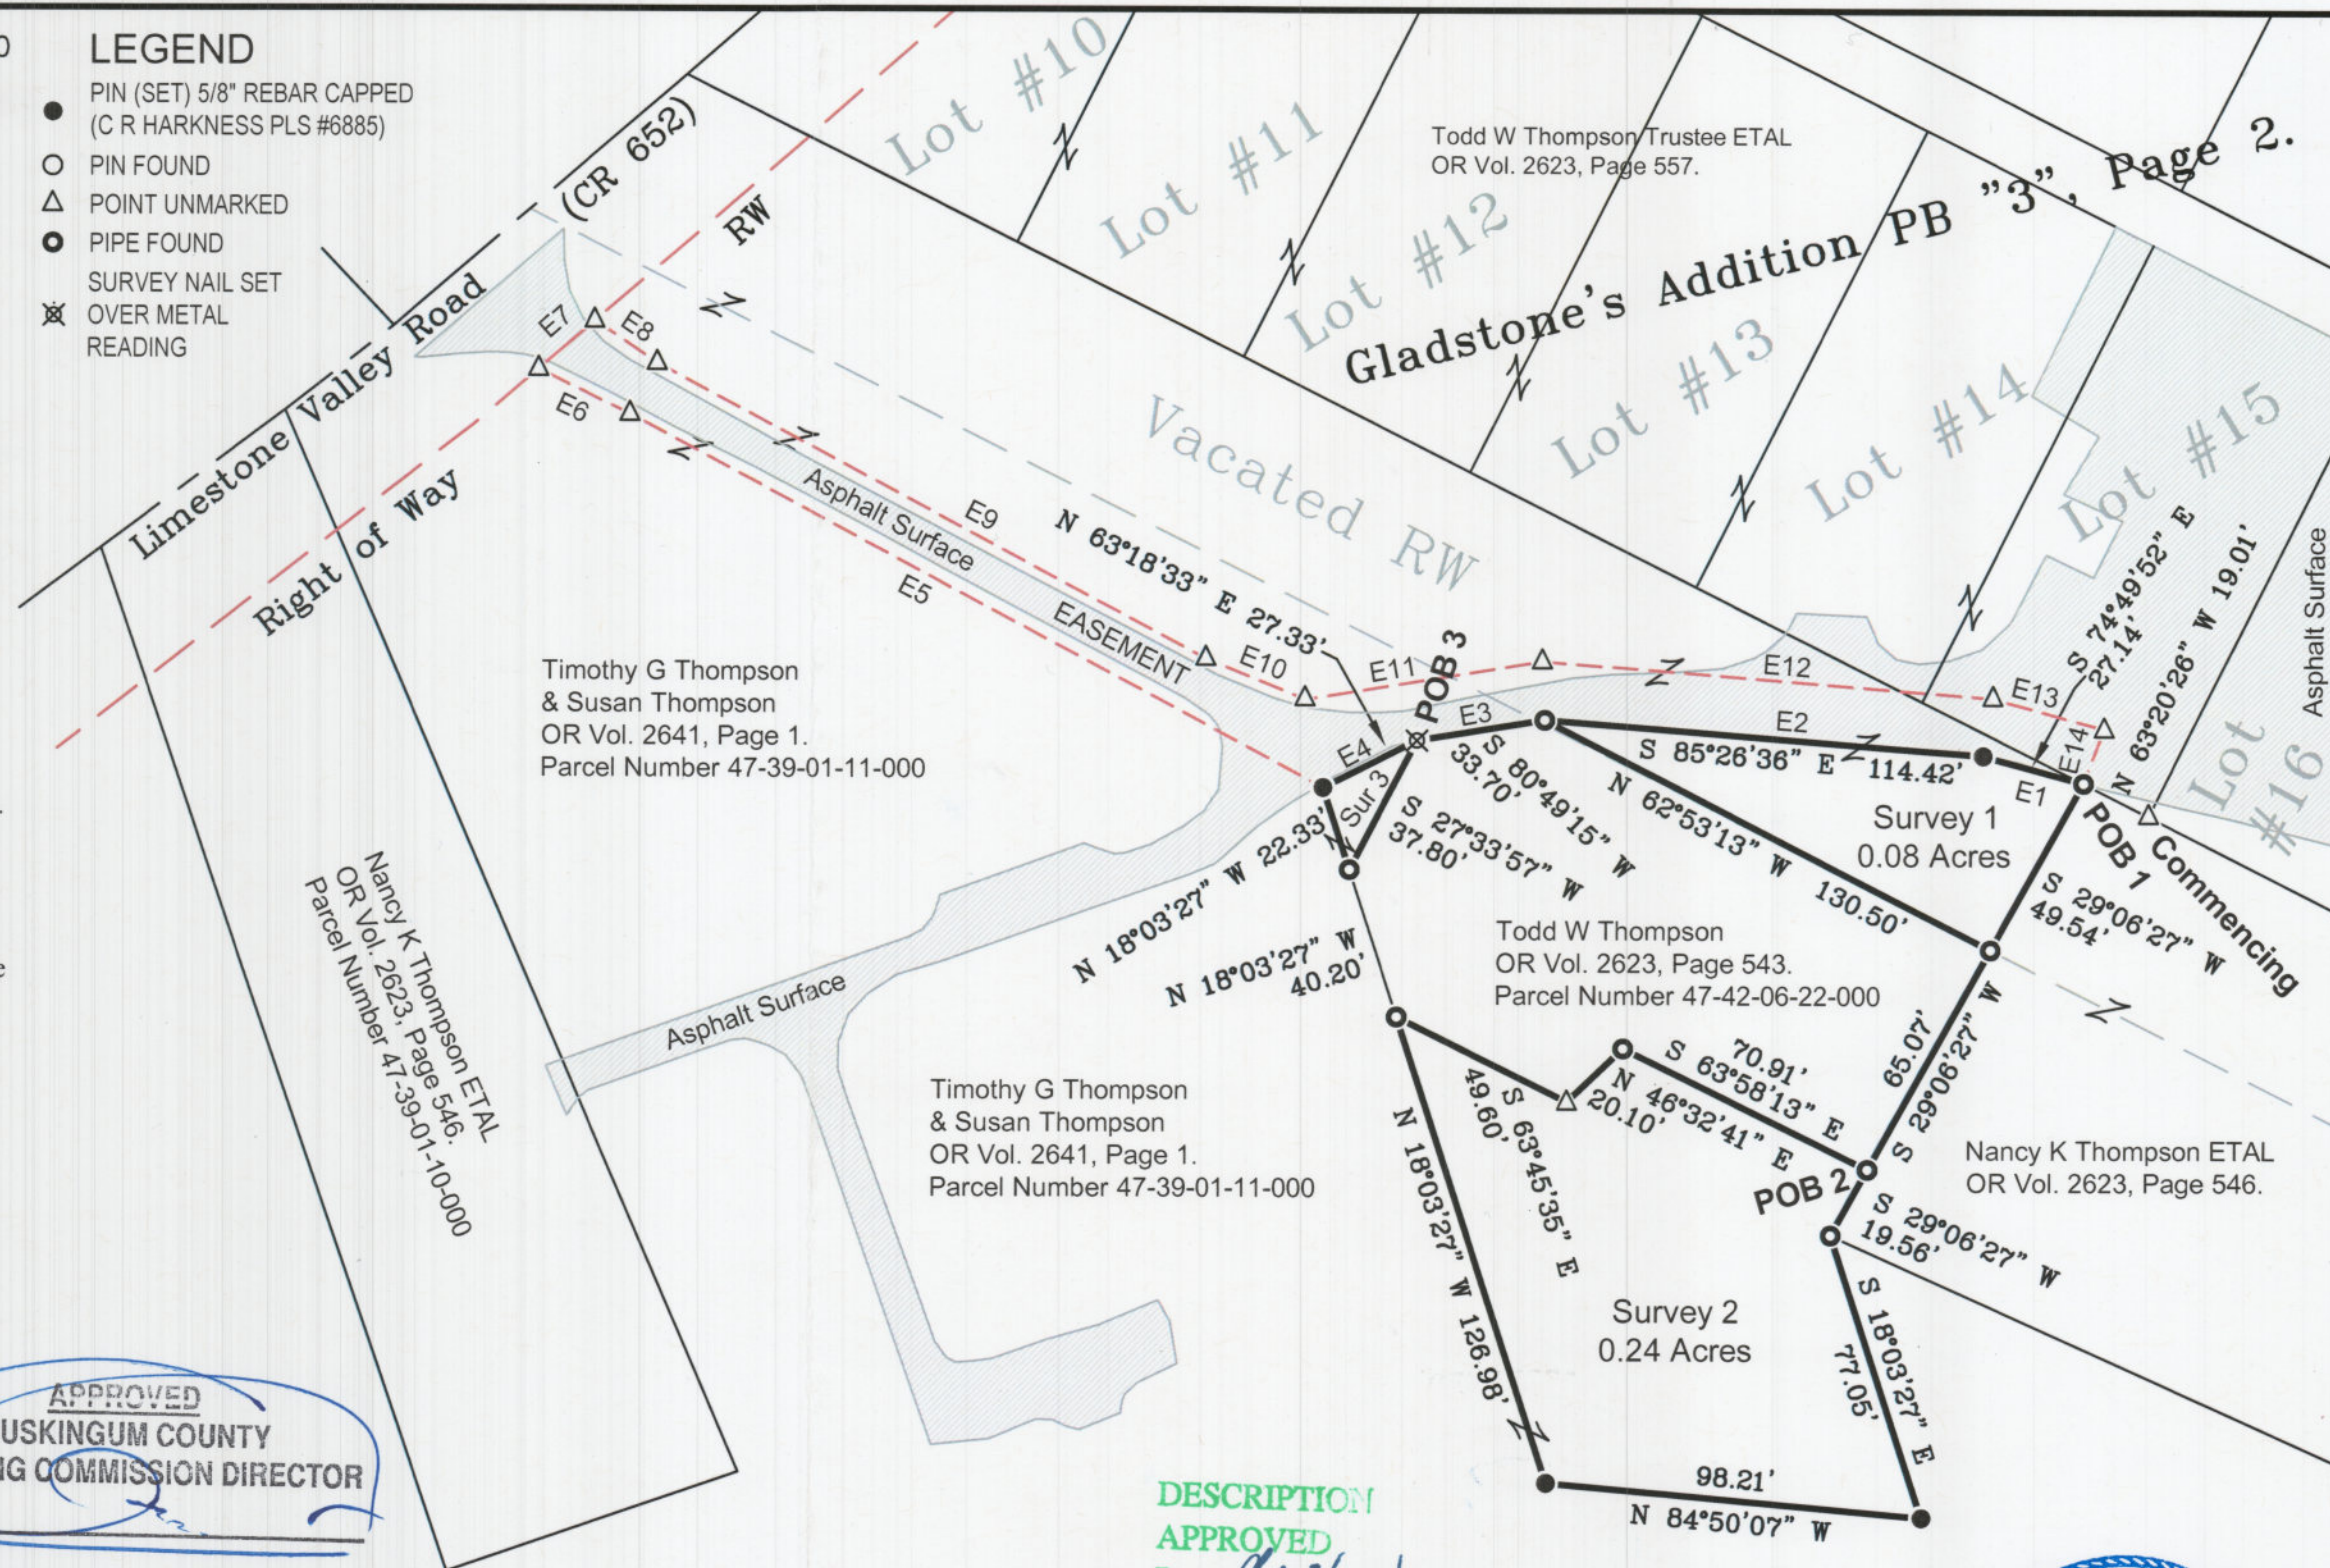 LEGEND
PIN (SET) 5/8" REBAR CAPPED
(C R HARKNESS PLS #6885)
PIN FOUND
POINT UNMARKED
PIPE FOUND
SURVEY NAIL SET
OVER METAL
READING
Limestone Valley Road (CR 652)
RW
Right of Way
Lot #10
Lot #11
Lot #12
Lot #13
Lot #14
Lot #15
Lot
#16
Todd W Thompson Trustee ETAL
OR Vol. 2623, Page 557.
Gladstone's Addition PB "3", Page 2.
Vacated RW
E7
E8
E6
E9
E5
Asphalt Surface
EASEMENT
N 63°18'33" E 27.33'
E10
E11
E12
E13
E14
E1
E2
E3
E4
POB 3
Sur 3
S 74°49'52" E
27.14'
N 63°20'26" W 19.01'
Asphalt Surface
S 85°26'36" E 114.42'
S 80°49'15" W
33.70'
N 62°53'13" W 130.50'
S 27°33'57" W
37.80'
Survey 1
0.08 Acres
POB 1
Commencing
S 29°06'27" W
49.54'
N 18°03'27" W 22.33'
N 18°03'27" W
40.20'
Timothy G Thompson
& Susan Thompson
OR Vol. 2641, Page 1.
Parcel Number 47-39-01-11-000
Nancy K Thompson ETAL
OR Vol. 2623, Page 546.
Parcel Number 47-39-01-10-000
Asphalt Surface
Todd W Thompson
OR Vol. 2623, Page 543.
Parcel Number 47-42-06-22-000
65.07'
S 29°06'27" W
70.91'
S 63°58'13" E
N 46°32'41" E
20.10'
S 63°45'35" E
49.60'
Timothy G Thompson
& Susan Thompson
OR Vol. 2641, Page 1.
Parcel Number 47-39-01-11-000
Nancy K Thompson ETAL
OR Vol. 2623, Page 546.
POB 2
S 29°06'27" W
19.56'
N 18°03'27" W 126.98'
Survey 2
0.24 Acres
S 18°03'27" E
77.05'
98.21'
N 84°50'07" W
APPROVED
USKINGUM COUNTY
NG COMMISSION DIRECTOR
DESCRIPTION
APPROVED